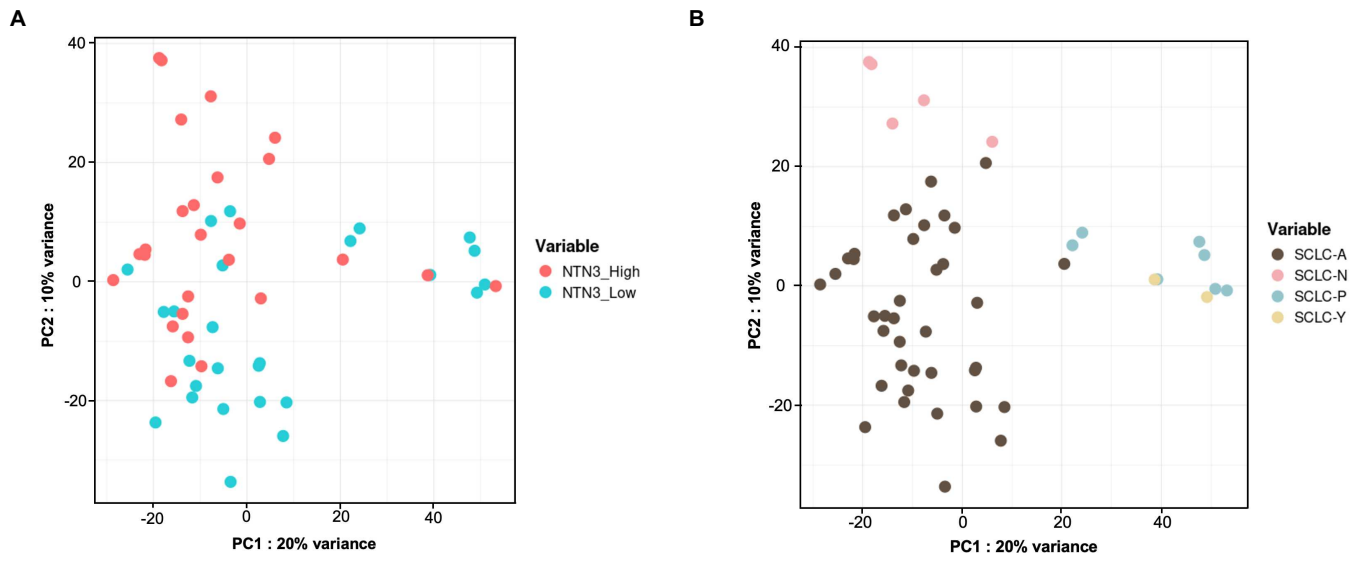 A
40
20
0
-20
PC2 : 10% variance
-20
0
20
40
PC1 : 20% variance
Variable
NTN3_High
NTN3_Low
B
40
20
0
-20
PC2 : 10% variance
-20
0
20
40
PC1 : 20% variance
Variable
SCLC-A
SCLC-N
SCLC-P
SCLC-Y